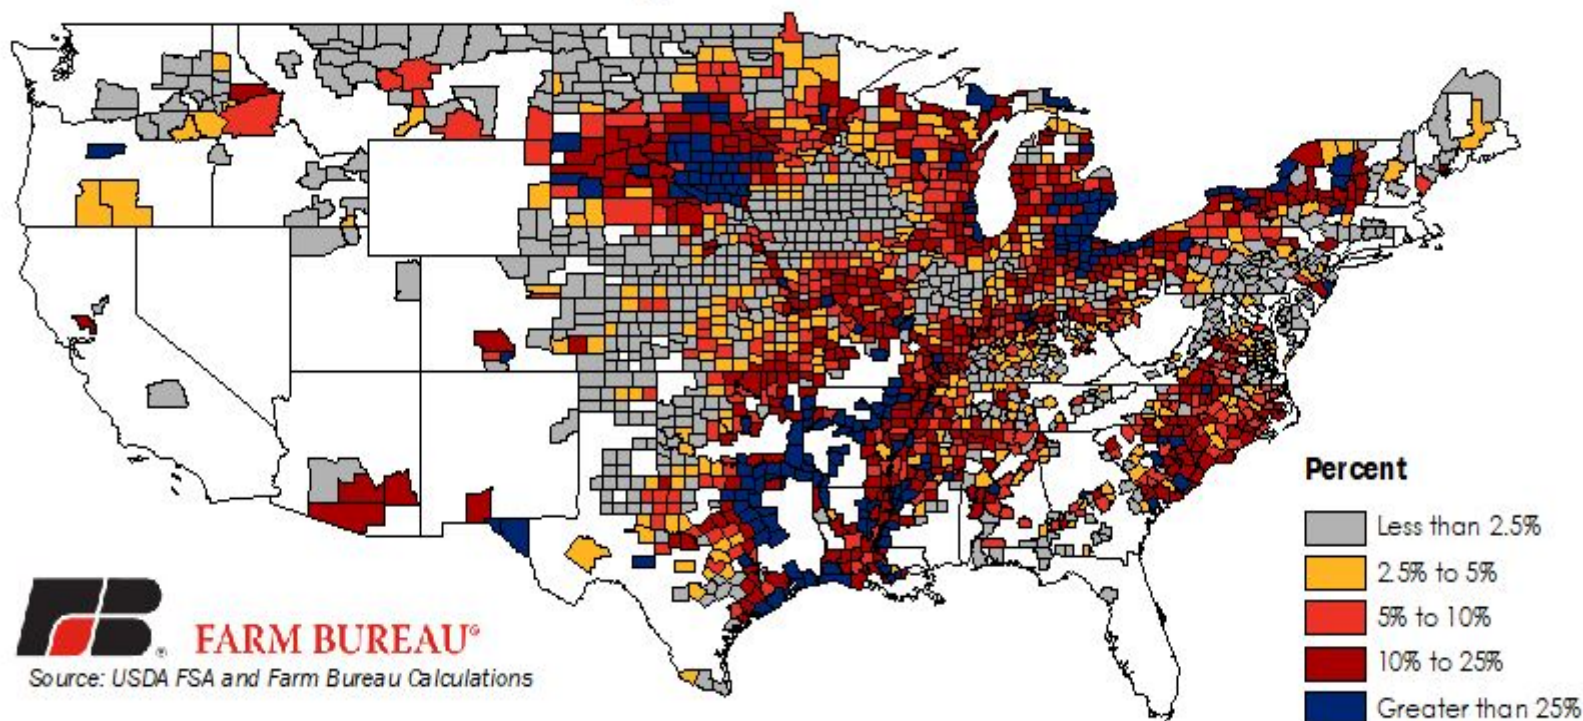 Percent
Less than 2.5%
2.5% to 5%
5% to 10%
10% to 25%
Greater than 25%
FB®
FARM BUREAU®
Source: USDA FSA and Farm Bureau Calculations